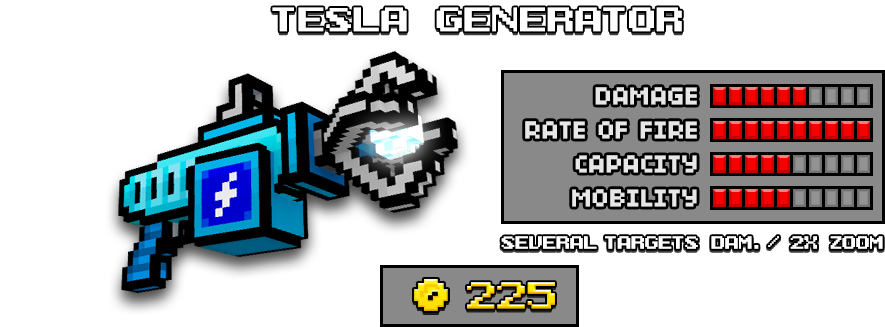 TESLA GENERATOR
DAMAGE
RATE OF FIRE
CAPACITY
MOBILITY
SEVERAL TARGETS DAM. / 2X ZOOM
225